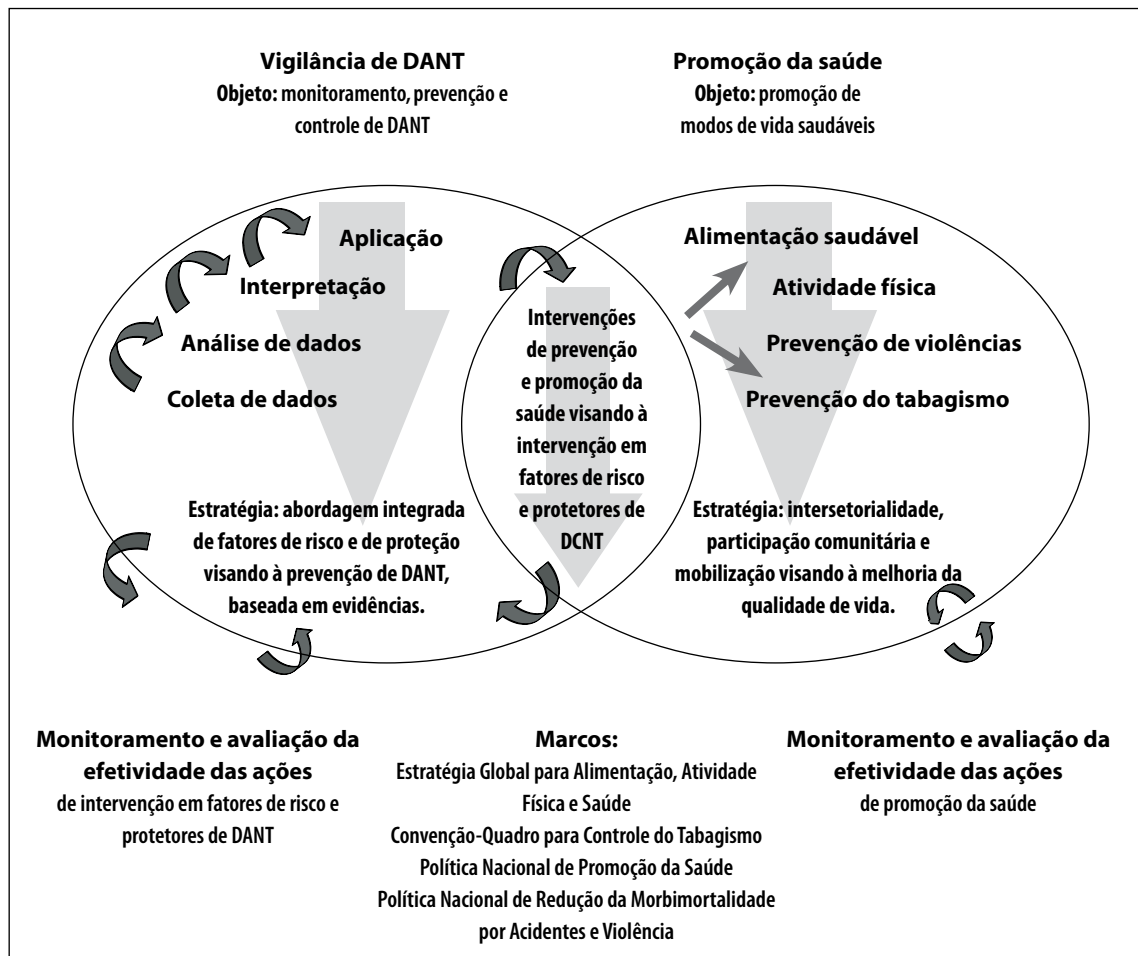 Vigilância de DANT
Objeto: monitoramento, prevenção e
controle de DANT
Promoção da saúde
Objeto: promoção de
modos de vida saudáveis
Aplicação
Interpretação
Análise de dados
Coleta de dados
Estratégia: abordagem integrada
de fatores de risco e de proteção
visando à prevenção de DANT,
baseada em evidências.
Intervenções
de prevenção
e promoção da
saúde visando à
intervenção em
fatores de risco
e protetores de
DCNT
Alimentação saudável
Atividade física
Prevenção de violências
Prevenção do tabagismo
Estratégia: intersetorialidade,
participação comunitária e
mobilização visando à melhoria da
qualidade de vida.
Monitoramento e avaliação da
efetividade das ações
de intervenção em fatores de risco e
protetores de DANT
Marcos:
Estratégia Global para Alimentação, Atividade
Física e Saúde
Convenção-Quadro para Controle do Tabagismo
Política Nacional de Promoção da Saúde
Política Nacional de Redução da Morbimortalidade
por Acidentes e Violência
Monitoramento e avaliação da
efetividade das ações
de promoção da saúde